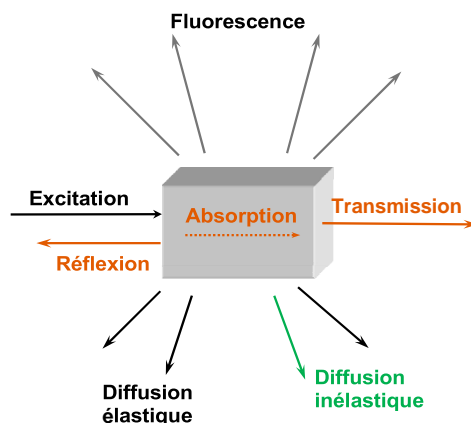 Fluorescence
Excitation
Absorption
Transmission
Réflexion
Diffusion
élastique
Diffusion
inélastique